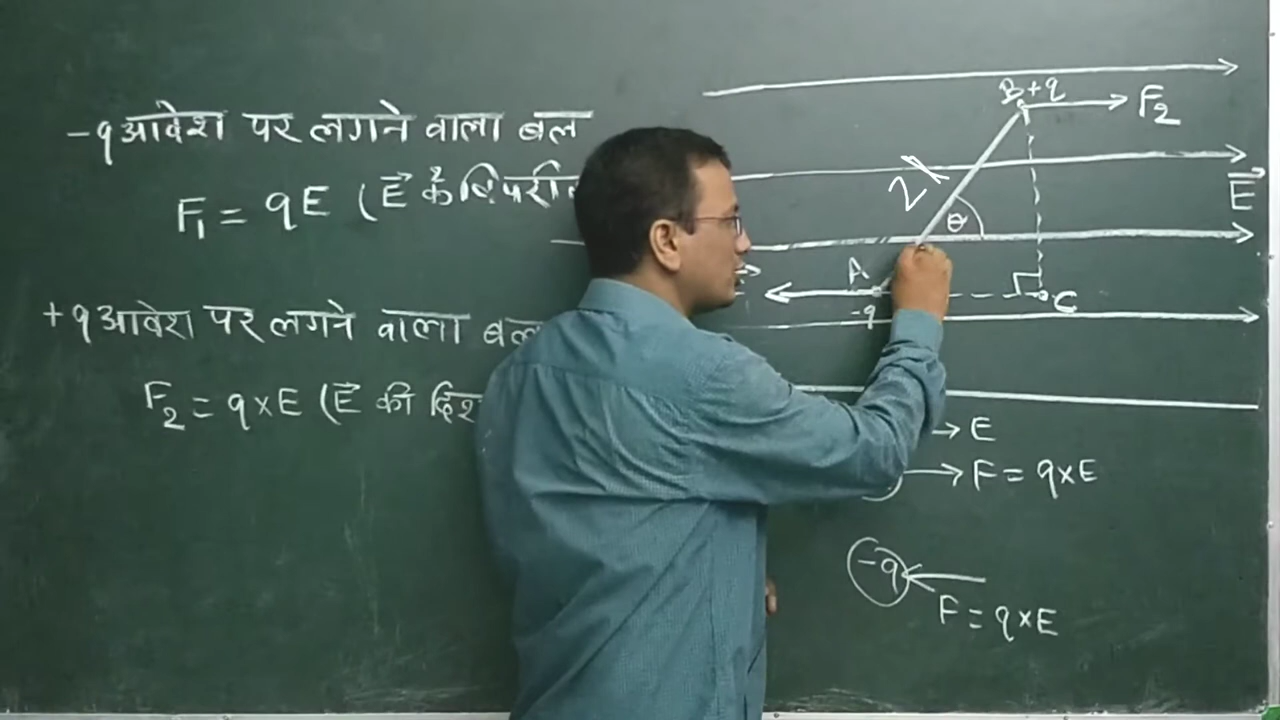 -q आवेश पर लगने वाला बल
F₁ = qE (E⃗ के विपरीत
+q आवेश पर लगने वाला बल
F₂ = q×E (E⃗ की दिश
B +q
F₂
2l
E⃗
θ
A
-q
C
→ E
→ F = q×E
-q
F = q×E